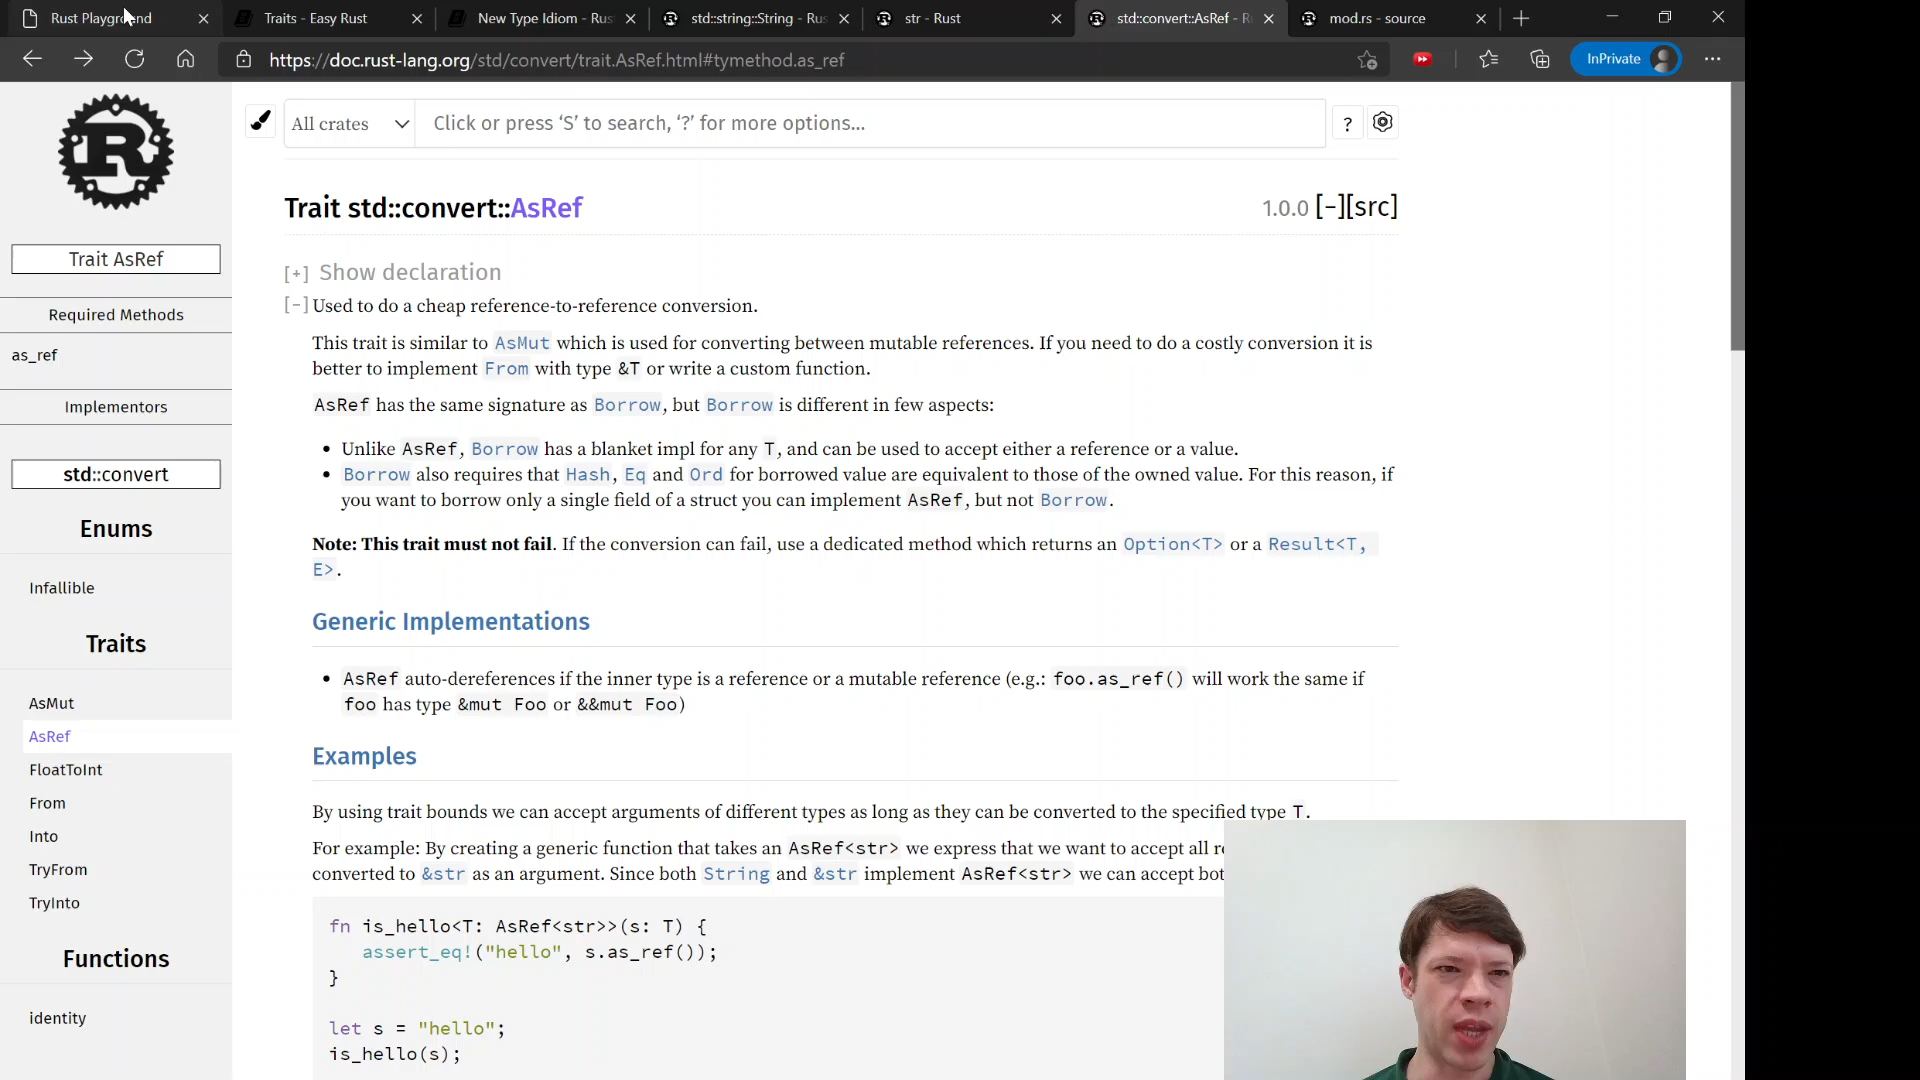 Rust Playground
Traits - Easy Rust
New Type Idiom - Rus
std::string::String - Rus
str - Rust
std::convert::AsRef - R
mod.rs - source
https://doc.rust-lang.org/std/convert/trait.AsRef.html#tymethod.as_ref
InPrivate
All crates
Click or press ‘S’ to search, ‘?’ for more options…
?
Trait AsRef
Required Methods
as_ref
Implementors
std::convert
Enums
Infallible
Traits
AsMut
AsRef
FloatToInt
From
Into
TryFrom
TryInto
Functions
identity
Trait std::convert::AsRef
1.0.0 [-][src]
[+] Show declaration
[-] Used to do a cheap reference-to-reference conversion.
This trait is similar to AsMut which is used for converting between mutable references. If you need to do a costly conversion it is
better to implement From with type &T or write a custom function.
AsRef has the same signature as Borrow, but Borrow is different in few aspects:
• Unlike AsRef, Borrow has a blanket impl for any T, and can be used to accept either a reference or a value.
• Borrow also requires that Hash, Eq and Ord for borrowed value are equivalent to those of the owned value. For this reason, if
you want to borrow only a single field of a struct you can implement AsRef, but not Borrow.
Note: This trait must not fail. If the conversion can fail, use a dedicated method which returns an Option<T> or a Result<T,
E>.
Generic Implementations
• AsRef auto-dereferences if the inner type is a reference or a mutable reference (e.g.: foo.as_ref() will work the same if
foo has type &mut Foo or &&mut Foo)
Examples
By using trait bounds we can accept arguments of different types as long as they can be converted to the specified type T.
For example: By creating a generic function that takes an AsRef<str> we express that we want to accept all re
converted to &str as an argument. Since both String and &str implement AsRef<str> we can accept bot
fn is_hello<T: AsRef<str>>(s: T) {
assert_eq!("hello", s.as_ref());
}
let s = "hello";
is_hello(s);